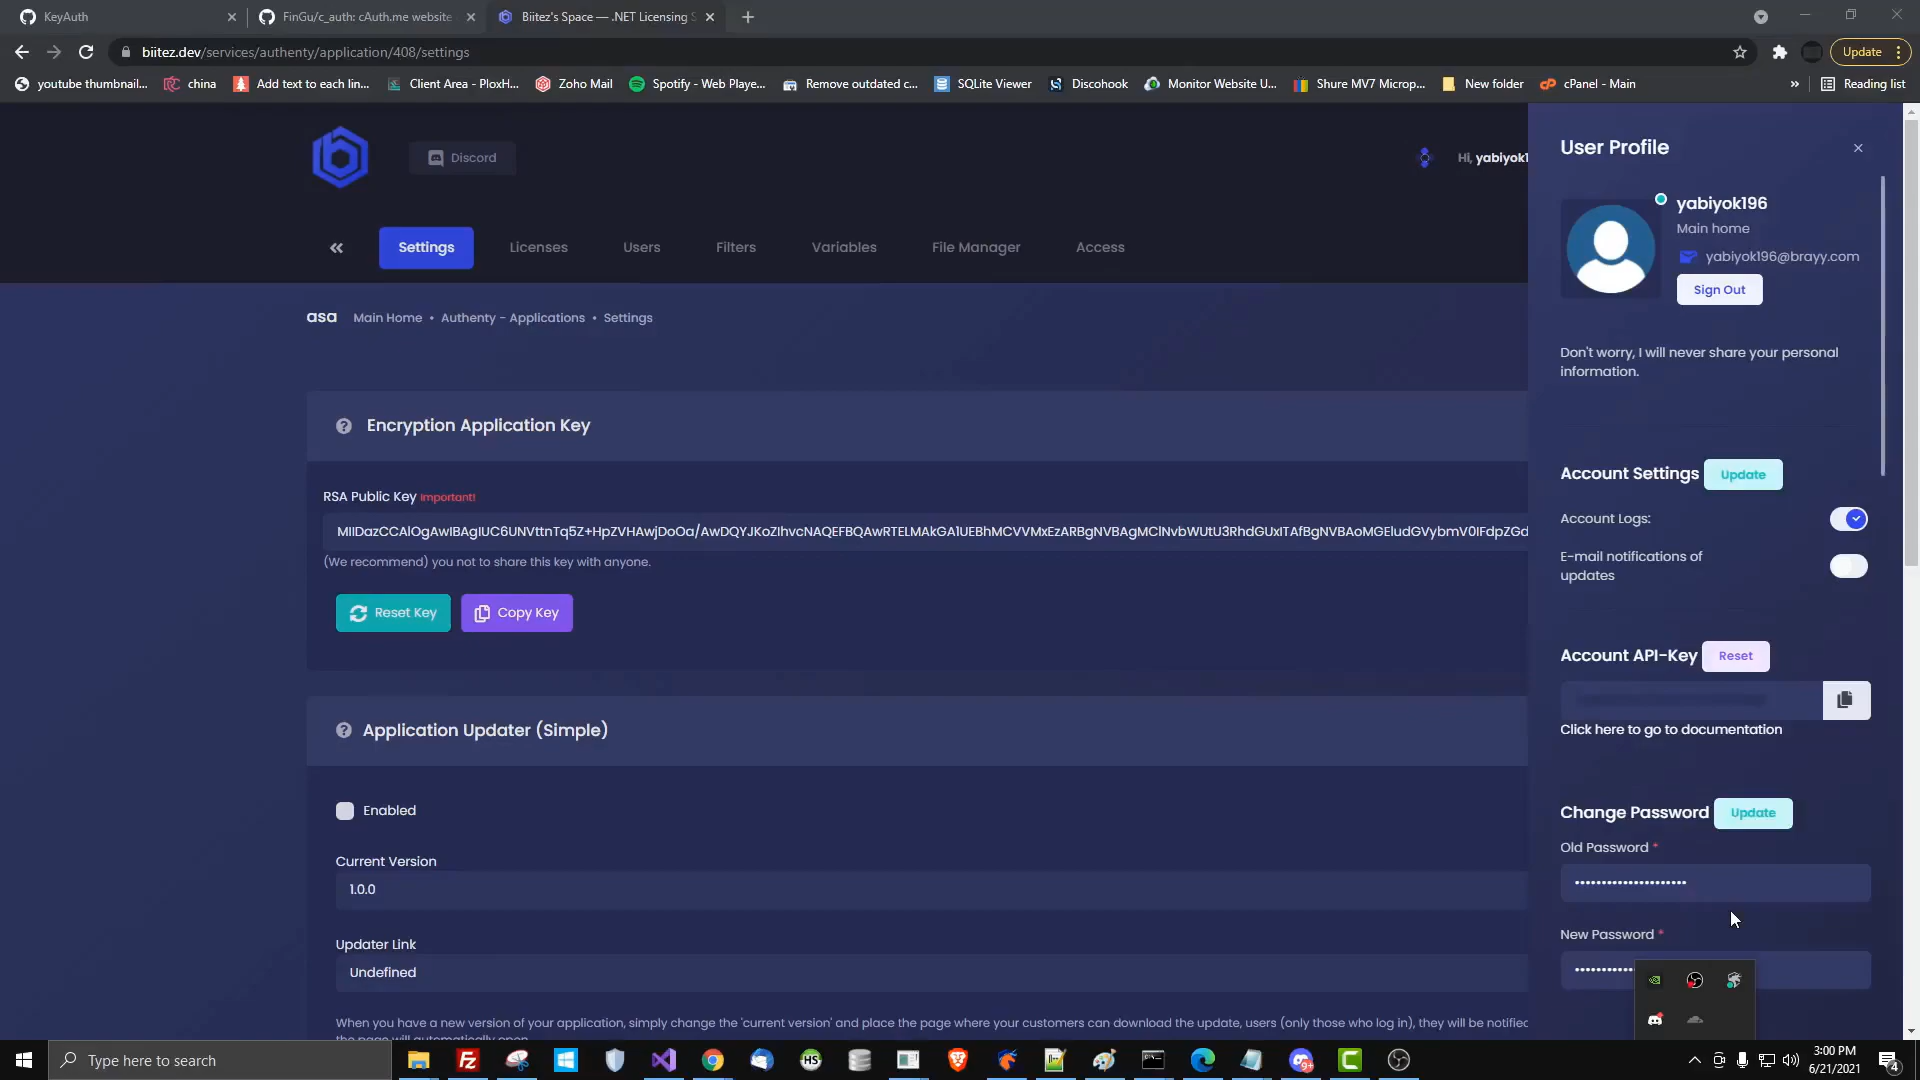 KeyAuth
FinGu/c_auth: cAuth.me website
Biitez's Space — .NET Licensing S
biitez.dev/services/authenty/application/408/settings
Update
youtube thumbnail...
china
Add text to each lin...
Client Area - PloxH...
Zoho Mail
Spotify - Web Playe...
Remove outdated c...
SQLite Viewer
Discohook
Monitor Website U...
Shure MV7 Microp...
New folder
cPanel - Main
»
Reading list
Discord
Hi, yabiyok1
Settings
Licenses
Users
Filters
Variables
File Manager
Access
asa
Main Home • Authenty - Applications • Settings
Encryption Application Key
RSA Public Key Important!
(We recommend) you not to share this key with anyone.
Reset Key
Copy Key
Application Updater (Simple)
Enabled
Current Version
1.0.0
Updater Link
Undefined
When you have a new version of your application, simply change the 'current version' and place the page where your customers can download the update, users (only those who log in), they will be notified
the page will automatically open.
User Profile
yabiyok196
Main home
yabiyok196@brayy.com
Sign Out
Don't worry, I will never share your personal
information.
Account Settings
Update
Account Logs:
E-mail notifications of
updates
Account API-Key
Reset
Click here to go to documentation
Change Password
Update
Old Password *
New Password *
Type here to search
HS
9+
3:00 PM
6/21/2021
4